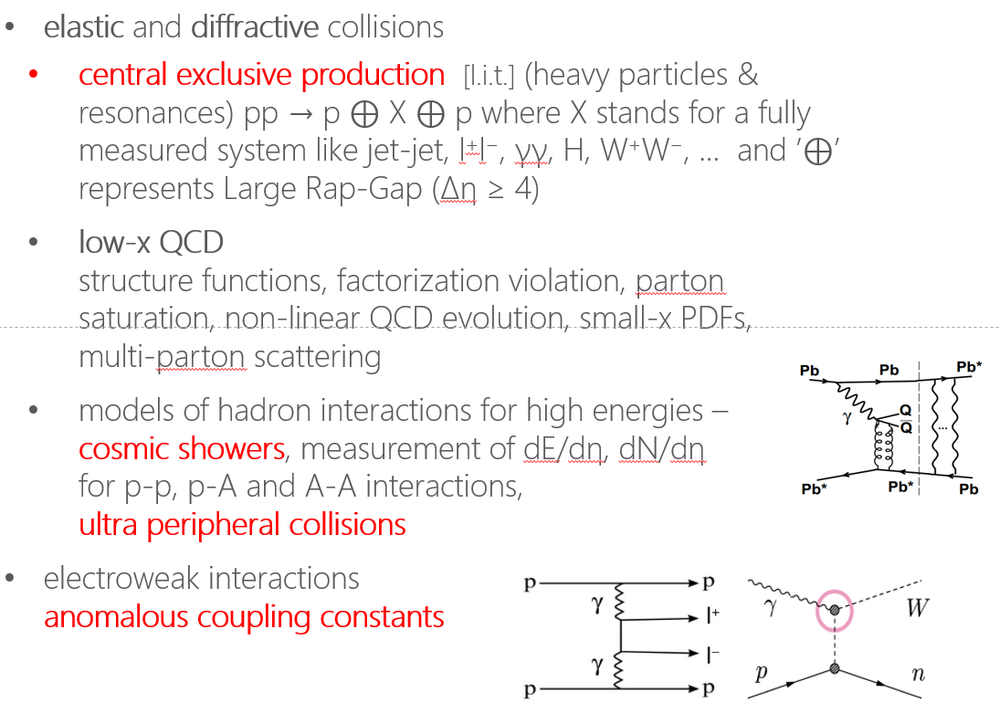 • elastic and diffractive collisions
• central exclusive production [l.i.t.] (heavy particles &
resonances) pp → p ⊕ X ⊕ p where X stands for a fully
measured system like jet-jet, l⁺l⁻, γγ, H, W⁺W⁻, ... and ’⊕’
represents Large Rap-Gap (Δη ≥ 4)
• low-x QCD
structure functions, factorization violation, parton
saturation, non-linear QCD evolution, small-x PDFs,
multi-parton scattering
• models of hadron interactions for high energies –
cosmic showers, measurement of dE/dη, dN/dη
for p-p, p-A and A-A interactions,
ultra peripheral collisions
• electroweak interactions
anomalous coupling constants
Pb Pb Pb*
γ Q
Q̅
...
Pb* Pb* Pb
p p
γ l⁺
γ l⁻
p p
γ W
p n